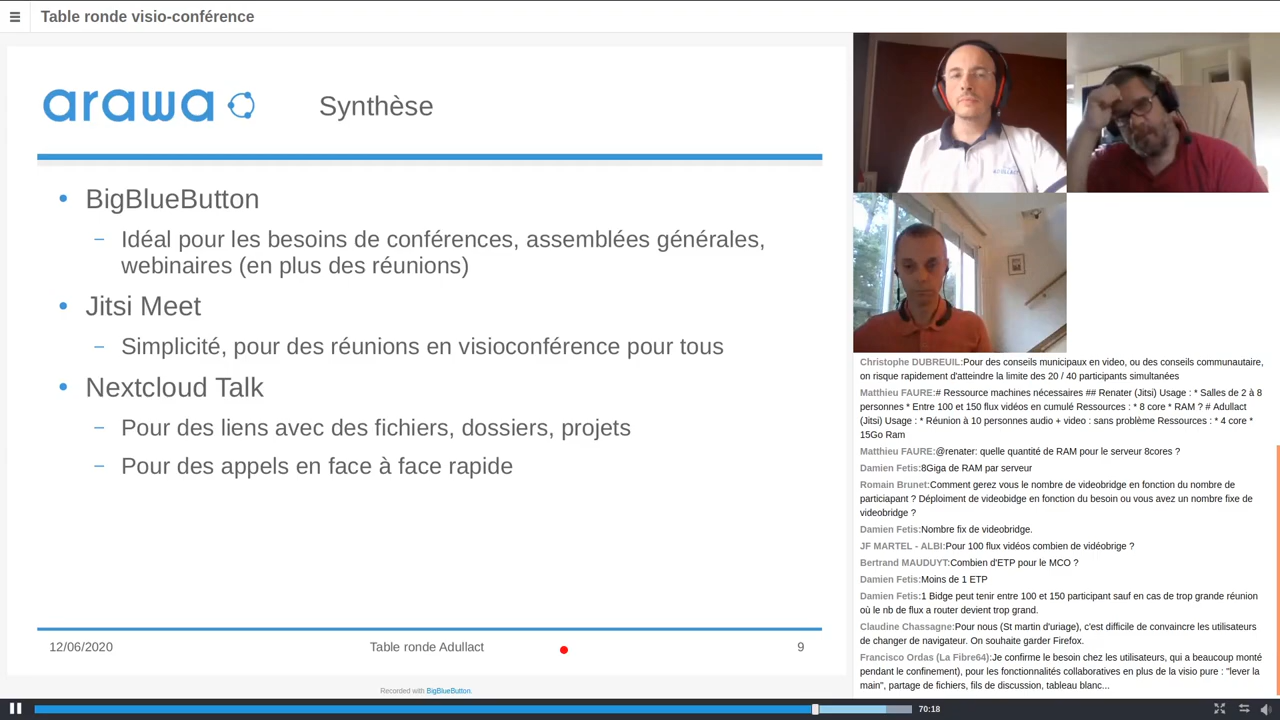 Table ronde visio-conférence
arawa
Synthèse
• BigBlueButton
– Idéal pour les besoins de conférences, assemblées générales,
webinaires (en plus des réunions)
• Jitsi Meet
– Simplicité, pour des réunions en visioconférence pour tous
• Nextcloud Talk
– Pour des liens avec des fichiers, dossiers, projets
– Pour des appels en face à face rapide
12/06/2020
Table ronde Adullact
9
Recorded with BigBlueButton.
Christophe DUBREUIL:Pour des conseils municipaux en video, ou des conseils communautaire,
on risque rapidement d'atteindre la limite des 20 / 40 participants simultanées
Matthieu FAURE:# Ressource machines nécessaires ## Renater (Jitsi) Usage : * Salles de 2 à 8
personnes * Entre 100 et 150 flux vidéos en cumulé Ressources : * 8 core * RAM ? # Adullact
(Jitsi) Usage : * Réunion à 10 personnes audio + video : sans problème Ressources : * 4 core *
15Go Ram
Matthieu FAURE:@renater: quelle quantité de RAM pour le serveur 8cores ?
Damien Fetis:8Giga de RAM par serveur
Romain Brunet:Comment gerez vous le nombre de videobridge en fonction du nombre de
particiapant ? Déploiment de videobidge en fonction du besoin ou vous avez un nombre fixe de
videobridge ?
Damien Fetis:Nombre fix de videobridge.
JF MARTEL - ALBI:Pour 100 flux vidéos combien de vidéobrige ?
Bertrand MAUDUYT:Combien d'ETP pour le MCO ?
Damien Fetis:Moins de 1 ETP
Damien Fetis:1 Bidge peut tenir entre 100 et 150 participant sauf en cas de trop grande réunion
où le nb de flux a router devient trop grand.
Claudine Chassagne:Pour nous (St martin d'uriage), c'est difficile de convaincre les utilisateurs
de changer de navigateur. On souhaite garder Firefox.
Francisco Ordas (La Fibre64):Je confirme le besoin chez les utilisateurs, qui a beaucoup monté
pendant le confinement), pour les fonctionnalités collaboratives en plus de la visio pure : "lever la
main", partage de fichiers, fils de discussion, tableau blanc...
70:18